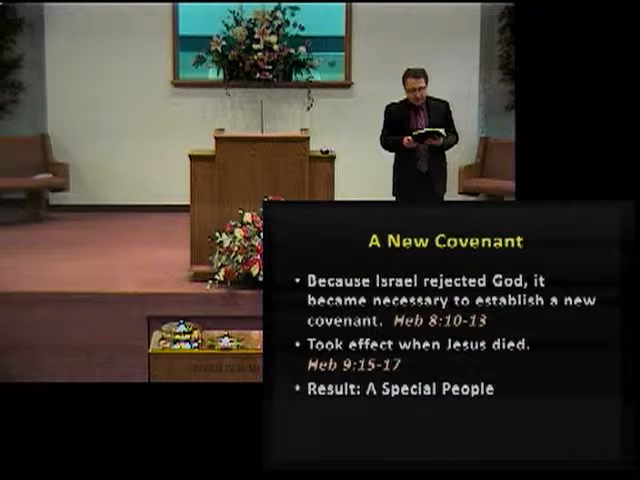 A New Covenant
• Because Israel rejected God, it
became necessary to establish a new
covenant. Heb 8:10-13
• Took effect when Jesus died.
Heb 9:15-17
• Result: A Special People